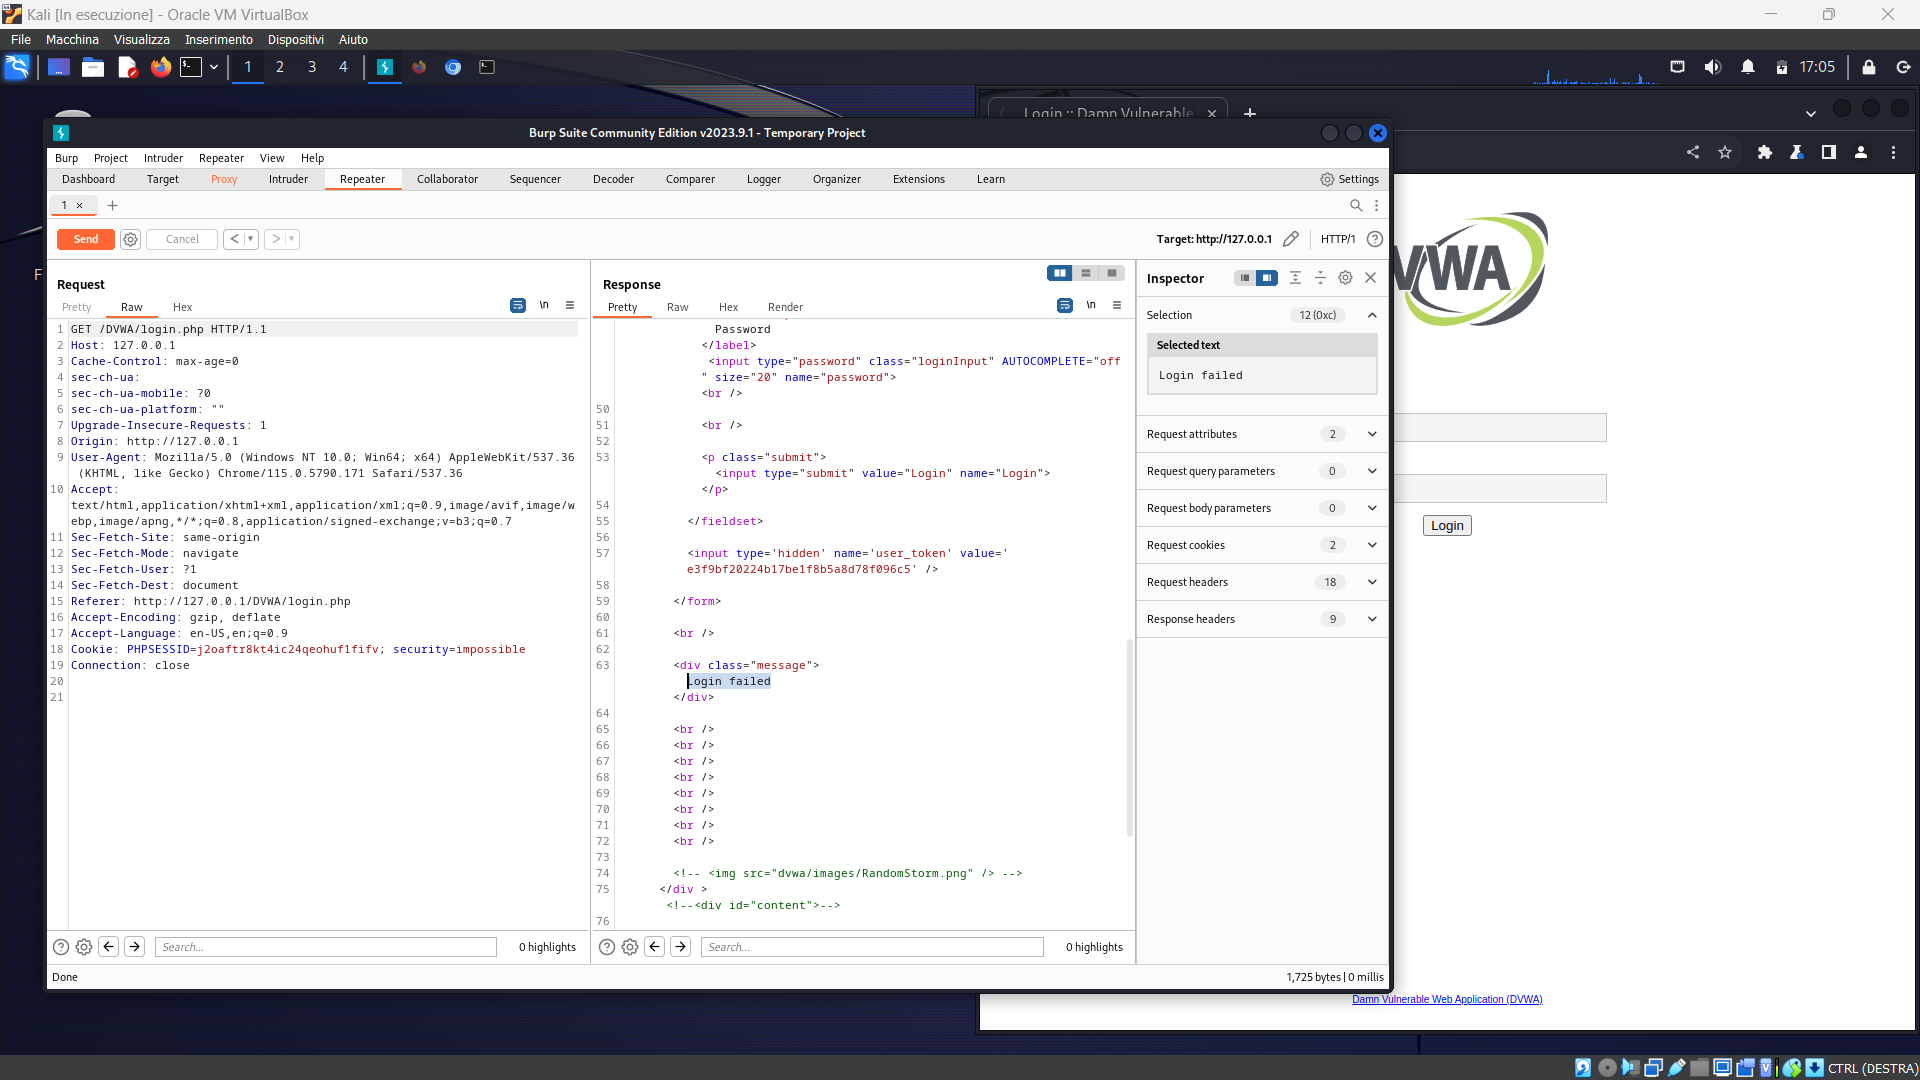 Kali [In esecuzione] - Oracle VM VirtualBox
File Macchina Visualizza Inserimento Dispositivi Aiuto
1 2 3 4 17:05
Login :: Damn Vulnerable
Burp Suite Community Edition v2023.9.1 - Temporary Project
Burp Project Intruder Repeater View Help
Dashboard Target Proxy Intruder Repeater Collaborator Sequencer Decoder Comparer Logger Organizer Extensions Learn Settings
1 × +
Send Cancel < > Target: http://127.0.0.1 HTTP/1
Request
Pretty Raw Hex \n
1 GET /DVWA/login.php HTTP/1.1
2 Host: 127.0.0.1
3 Cache-Control: max-age=0
4 sec-ch-ua:
5 sec-ch-ua-mobile: ?0
6 sec-ch-ua-platform: ""
7 Upgrade-Insecure-Requests: 1
8 Origin: http://127.0.0.1
9 User-Agent: Mozilla/5.0 (Windows NT 10.0; Win64; x64) AppleWebKit/537.36
(KHTML, like Gecko) Chrome/115.0.5790.171 Safari/537.36
10 Accept:
text/html,application/xhtml+xml,application/xml;q=0.9,image/avif,image/w
ebp,image/apng,*/*;q=0.8,application/signed-exchange;v=b3;q=0.7
11 Sec-Fetch-Site: same-origin
12 Sec-Fetch-Mode: navigate
13 Sec-Fetch-User: ?1
14 Sec-Fetch-Dest: document
15 Referer: http://127.0.0.1/DVWA/login.php
16 Accept-Encoding: gzip, deflate
17 Accept-Language: en-US,en;q=0.9
18 Cookie: PHPSESSID=j2oaftr8kt4ic24qeohuf1fifv; security=impossible
19 Connection: close
20
21
Search... 0 highlights
Response
Pretty Raw Hex Render \n
Password
</label>
<input type="password" class="loginInput" AUTOCOMPLETE="off
" size="20" name="password">
<br />
50
51 <br />
52
53 <p class="submit">
<input type="submit" value="Login" name="Login">
</p>
54
55 </fieldset>
56
57 <input type='hidden' name='user_token' value='
e3f9bf20224b17be1f8b5a8d78f096c5' />
58
59 </form>
60
61 <br />
62
63 <div class="message">
Login failed
</div>
64
65 <br />
66 <br />
67 <br />
68 <br />
69 <br />
70 <br />
71 <br />
72 <br />
73
74 <!-- <img src="dvwa/images/RandomStorm.png" /> -->
75 </div >
<!--<div id="content">-->
76
Search... 0 highlights
Inspector
Selection 12 (0xc)
Selected text
Login failed
Request attributes 2
Request query parameters 0
Request body parameters 0
Request cookies 2
Request headers 18
Response headers 9
Done 1,725 bytes | 0 millis
F
VWA
Login
Damn Vulnerable Web Application (DVWA)
CTRL (DESTRA)